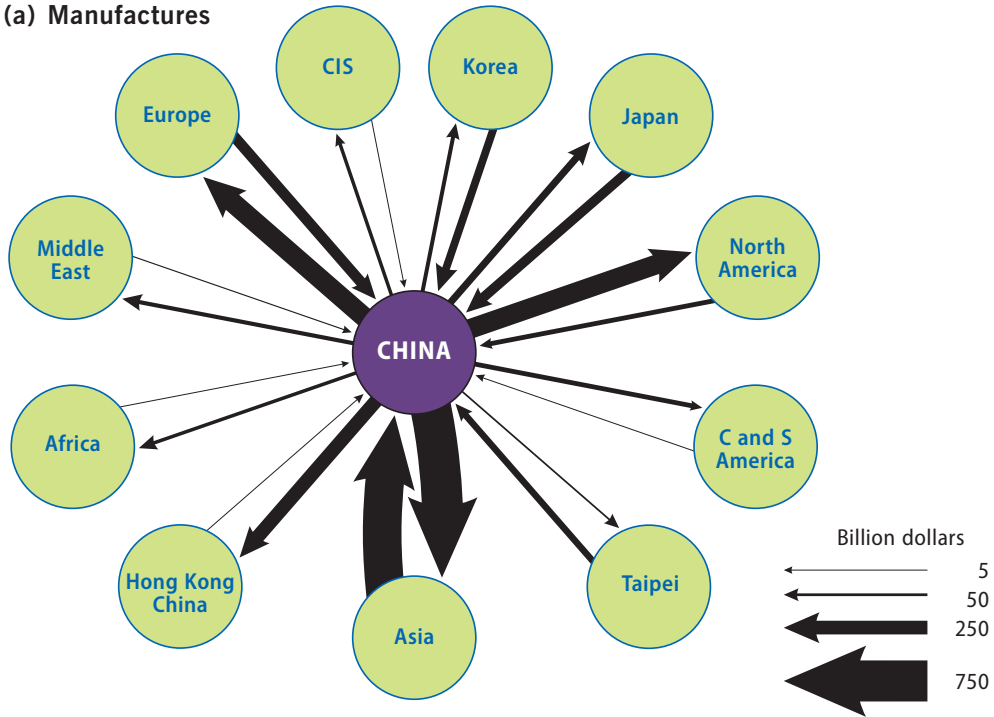 (a) Manufactures
CIS
Korea
Europe
Japan
Middle
East
North
America
CHINA
Africa
C and S
America
Hong Kong
China
Asia
Taipei
Billion dollars
5
50
250
750